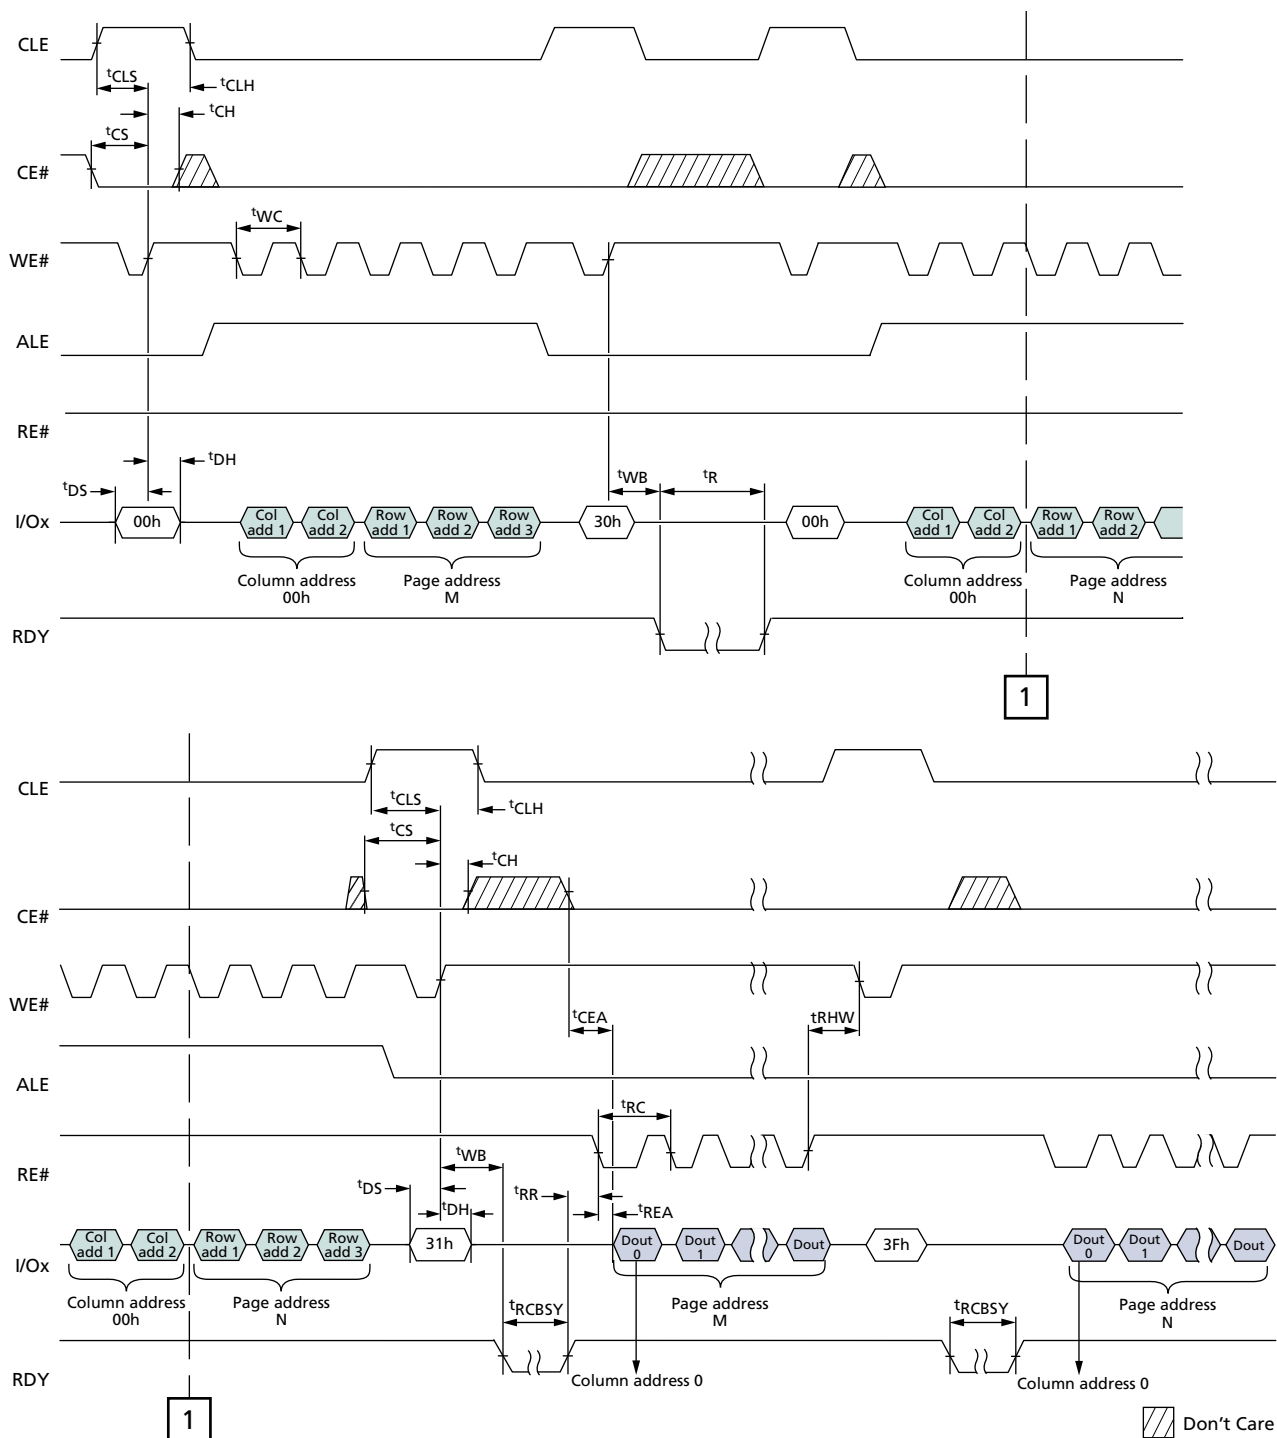 CLE
tCLS
tCLH
tCH
tCS
CE#
tWC
WE#
ALE
RE#
tDH
tDS
tWB
tR
I/Ox
00h
Col add 1
Col add 2
Row add 1
Row add 2
Row add 3
30h
00h
Col add 1
Col add 2
Row add 1
Row add 2
Column address
00h
Page address
M
Column address
00h
Page address
N
RDY
1
CLE
tCLS
tCLH
tCS
tCH
CE#
WE#
tCEA
tRHW
ALE
tRC
RE#
tWB
tDS
tRR
tDH
tREA
I/Ox
Col add 1
Col add 2
Row add 1
Row add 2
Row add 3
31h
Dout 0
Dout 1
Dout
3Fh
Dout 0
Dout 1
Dout
Column address
00h
Page address
N
Page address
M
Page address
N
tRCBSY
tRCBSY
RDY
Column address 0
Column address 0
1
Don't Care